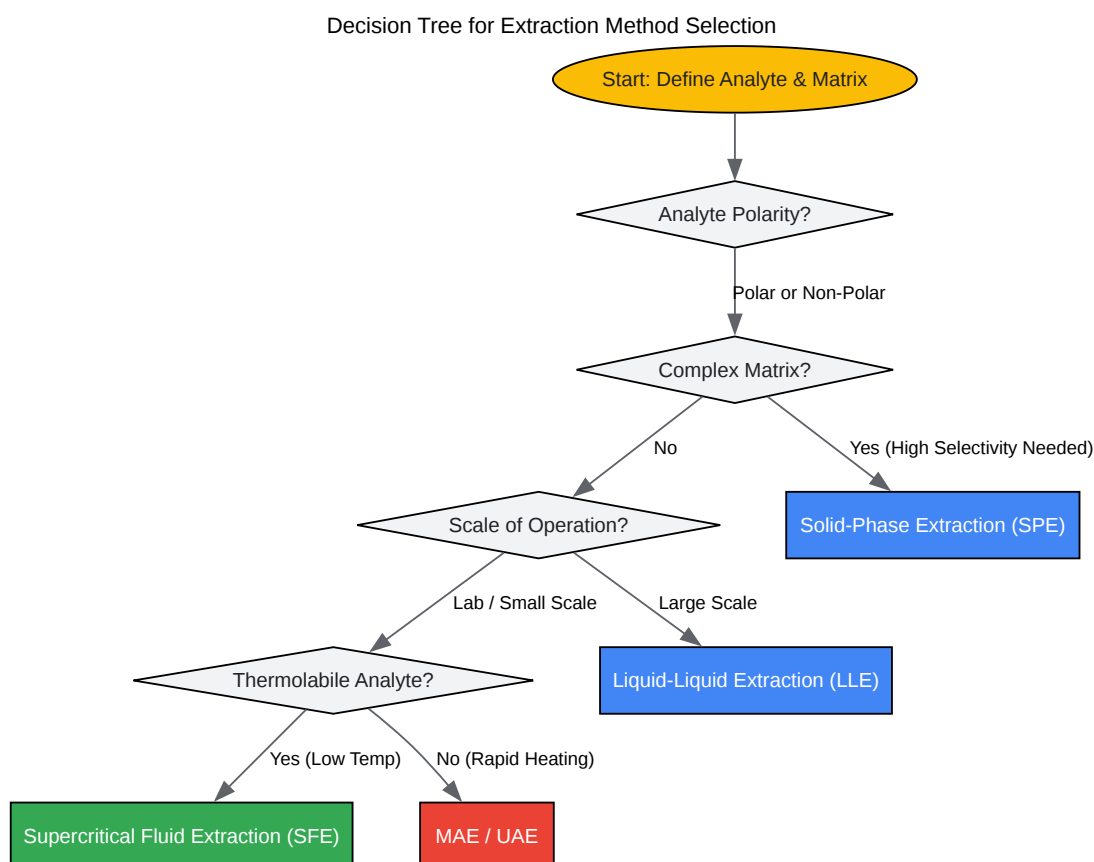 Decision Tree for Extraction Method Selection
Start: Define Analyte & Matrix
Analyte Polarity?
Polar or Non-Polar
Complex Matrix?
No
Yes (High Selectivity Needed)
Scale of Operation?
Solid-Phase Extraction (SPE)
Lab / Small Scale
Large Scale
Thermolabile Analyte?
Liquid-Liquid Extraction (LLE)
Yes (Low Temp)
No (Rapid Heating)
Supercritical Fluid Extraction (SFE)
MAE / UAE